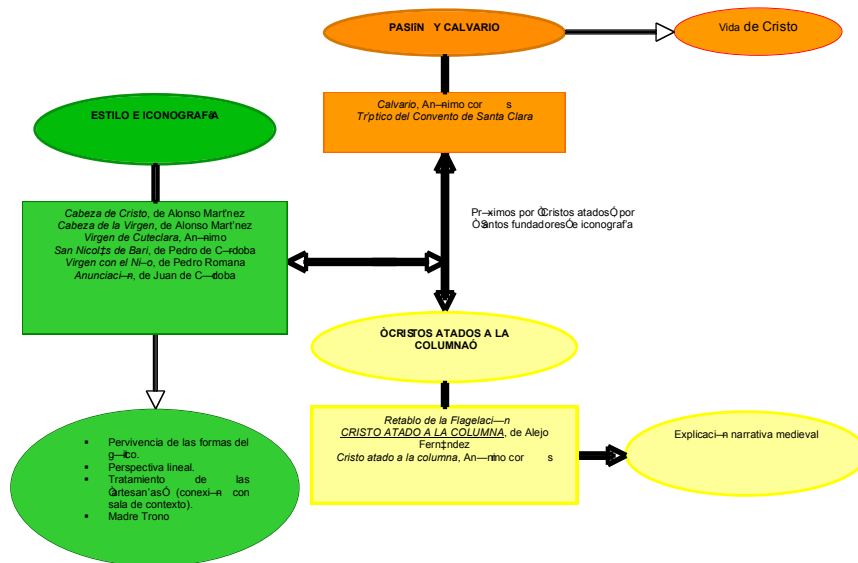 PASIîN Y CALVARIO
Vida de Cristo
Calvario, An—nimo cor s
Tr'ptico del Convento de Santa Clara
ESTILO E ICONOGRAFêA
Pr—ximos por ÒCristos atadosÓ por
ÒSantos fundadoresÓ e iconograf'a
Cabeza de Cristo, de Alonso Mart'nez
Cabeza de la Virgen, de Alonso Mart'nez
Virgen de Cuteclara, An—nimo
San Nicol‡s de Bari, de Pedro de C—rdoba
Virgen con el Ni–o, de Pedro Romana
Anunciaci—n, de Juan de C—rdoba
ÒCRISTOS ATADOS A LA
COLUMNAÓ
Retablo de la Flagelaci—n
CRISTO ATADO A LA COLUMNA, de Alejo
Fern‡ndez
Cristo atado a la columna, An—nimo cor s
Explicaci—n narrativa medieval
▪ Pervivencia de las formas del
g—tico.
▪ Perspectiva lineal.
▪ Tratamiento de las
Òartesan'asÓ (conexi—n con
sala de contexto).
▪ Madre Trono